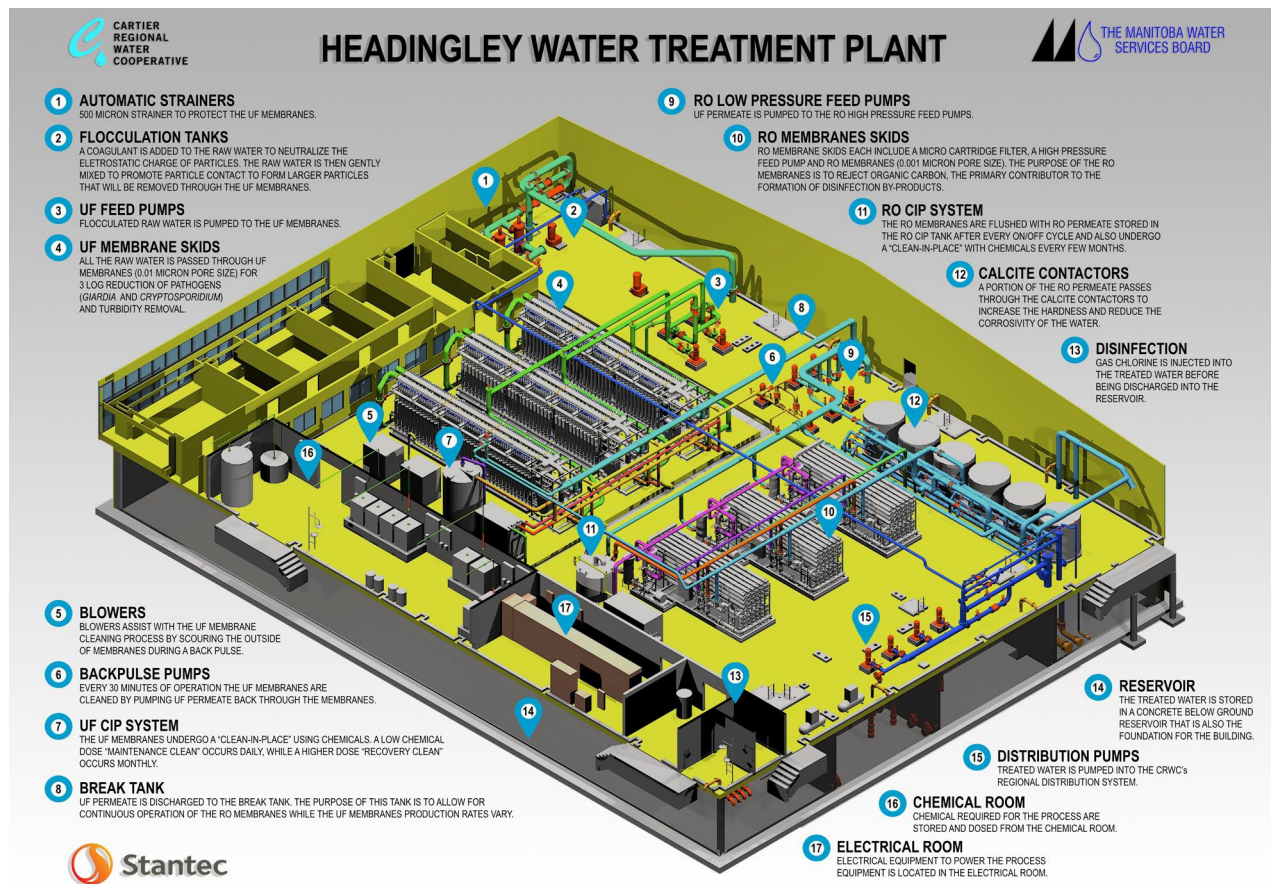 CARTIER
REGIONAL
WATER
COOPERATIVE
HEADINGLEY WATER TREATMENT PLANT
THE MANITOBA WATER
SERVICES BOARD
1 AUTOMATIC STRAINERS
500 MICRON STRAINER TO PROTECT THE UF MEMBRANES.
2 FLOCCULATION TANKS
A COAGULANT IS ADDED TO THE RAW WATER TO NEUTRALIZE THE
ELETROSTATIC CHARGE OF PARTICLES. THE RAW WATER IS THEN GENTLY
MIXED TO PROMOTE PARTICLE CONTACT TO FORM LARGER PARTICLES
THAT WILL BE REMOVED THROUGH THE UF MEMBRANES.
3 UF FEED PUMPS
FLOCCULATED RAW WATER IS PUMPED TO THE UF MEMBRANES.
4 UF MEMBRANE SKIDS
ALL THE RAW WATER IS PASSED THROUGH UF
MEMBRANES (0.01 MICRON PORE SIZE) FOR
3 LOG REDUCTION OF PATHOGENS
(GIARDIA AND CRYPTOSPORIDIUM)
AND TURBIDITY REMOVAL.
9 RO LOW PRESSURE FEED PUMPS
UF PERMEATE IS PUMPED TO THE RO HIGH PRESSURE FEED PUMPS.
10 RO MEMBRANES SKIDS
RO MEMBRANE SKIDS EACH INCLUDE A MICRO CARTRIDGE FILTER, A HIGH PRESSURE
FEED PUMP AND RO MEMBRANES (0.001 MICRON PORE SIZE). THE PURPOSE OF THE RO
MEMBRANES IS TO REJECT ORGANIC CARBON, THE PRIMARY CONTRIBUTOR TO THE
FORMATION OF DISINFECTION BY-PRODUCTS.
11 RO CIP SYSTEM
THE RO MEMBRANES ARE FLUSHED WITH RO PERMEATE STORED IN
THE RO CIP TANK AFTER EVERY ON/OFF CYCLE AND ALSO UNDERGO
A "CLEAN-IN-PLACE" WITH CHEMICALS EVERY FEW MONTHS.
12 CALCITE CONTACTORS
A PORTION OF THE RO PERMEATE PASSES
THROUGH THE CALCITE CONTACTORS TO
INCREASE THE HARDNESS AND REDUCE THE
CORROSIVITY OF THE WATER.
13 DISINFECTION
GAS CHLORINE IS INJECTED INTO
THE TREATED WATER BEFORE
BEING DISCHARGED INTO THE
RESERVOIR.
1
2
3
4
8
6
9
12
5
7
16
10
11
17
15
13
14
5 BLOWERS
BLOWERS ASSIST WITH THE UF MEMBRANE
CLEANING PROCESS BY SCOURING THE OUTSIDE
OF MEMBRANES DURING A BACK PULSE.
6 BACKPULSE PUMPS
EVERY 30 MINUTES OF OPERATION THE UF MEMBRANES ARE
CLEANED BY PUMPING UF PERMEATE BACK THROUGH THE MEMBRANES.
7 UF CIP SYSTEM
THE UF MEMBRANES UNDERGO A "CLEAN-IN-PLACE" USING CHEMICALS. A LOW CHEMICAL
DOSE "MAINTENANCE CLEAN" OCCURS DAILY, WHILE A HIGHER DOSE "RECOVERY CLEAN"
OCCURS MONTHLY.
8 BREAK TANK
UF PERMEATE IS DISCHARGED TO THE BREAK TANK. THE PURPOSE OF THIS TANK IS TO ALLOW FOR
CONTINUOUS OPERATION OF THE RO MEMBRANES WHILE THE UF MEMBRANES PRODUCTION RATES VARY.
14 RESERVOIR
THE TREATED WATER IS STORED
IN A CONCRETE BELOW GROUND
RESERVOIR THAT IS ALSO THE
FOUNDATION FOR THE BUILDING.
15 DISTRIBUTION PUMPS
TREATED WATER IS PUMPED INTO THE CRWC's
REGIONAL DISTRIBUTION SYSTEM.
16 CHEMICAL ROOM
CHEMICAL REQUIRED FOR THE PROCESS ARE
STORED AND DOSED FROM THE CHEMICAL ROOM.
17 ELECTRICAL ROOM
ELECTRICAL EQUIPMENT TO POWER THE PROCESS
EQUIPMENT IS LOCATED IN THE ELECTRICAL ROOM.
Stantec